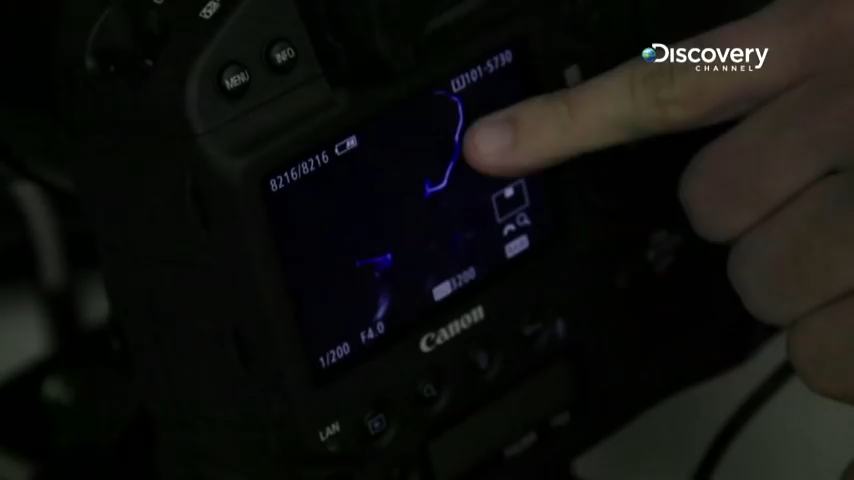 Discovery
CHANNEL
MENU
INFO
101-5730
8216/8216
3200
1/200 F4.0
Canon
LAN